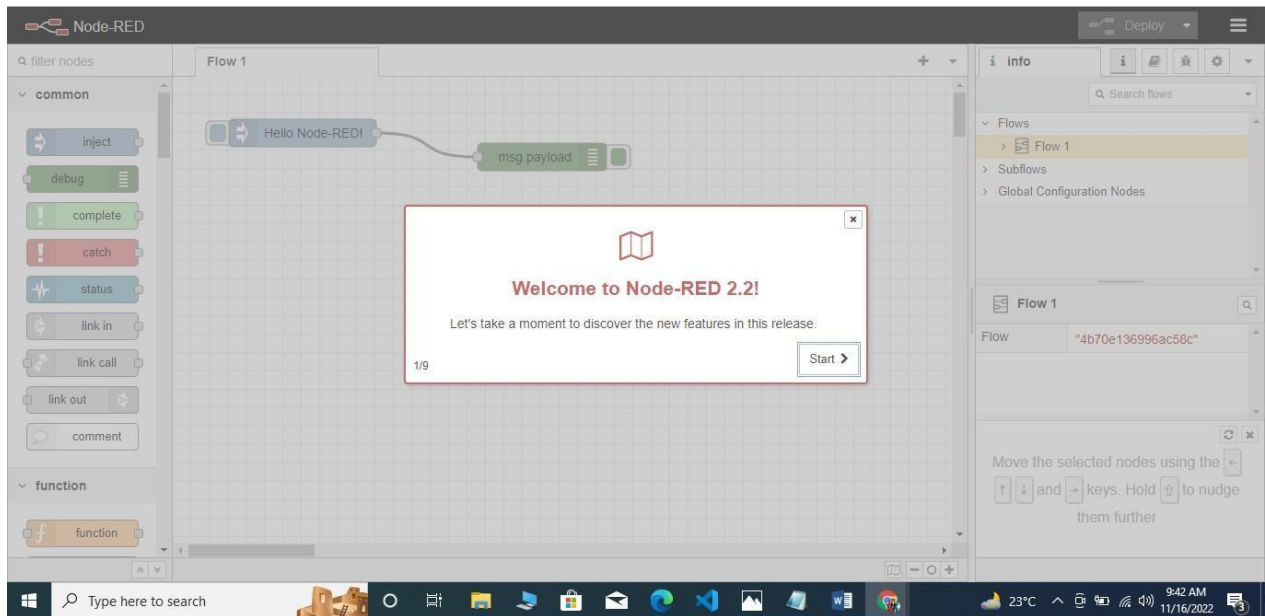 Node-RED
Deploy
filter nodes
Flow 1
i info
Search flows
common
inject
debug
complete
catch
status
link in
link call
link out
comment
function
function
Hello Node-RED!
msg.payload
Welcome to Node-RED 2.2!
Let's take a moment to discover the new features in this release.
1/9
Start
Flows
Flow 1
Subflows
Global Configuration Nodes
Flow 1
Flow "4b70e136996ac58c"
Move the selected nodes using the ←
↑ ↓ and → keys. Hold ⇧ to nudge
them further
Type here to search
23°C
9:42 AM
11/16/2022
3